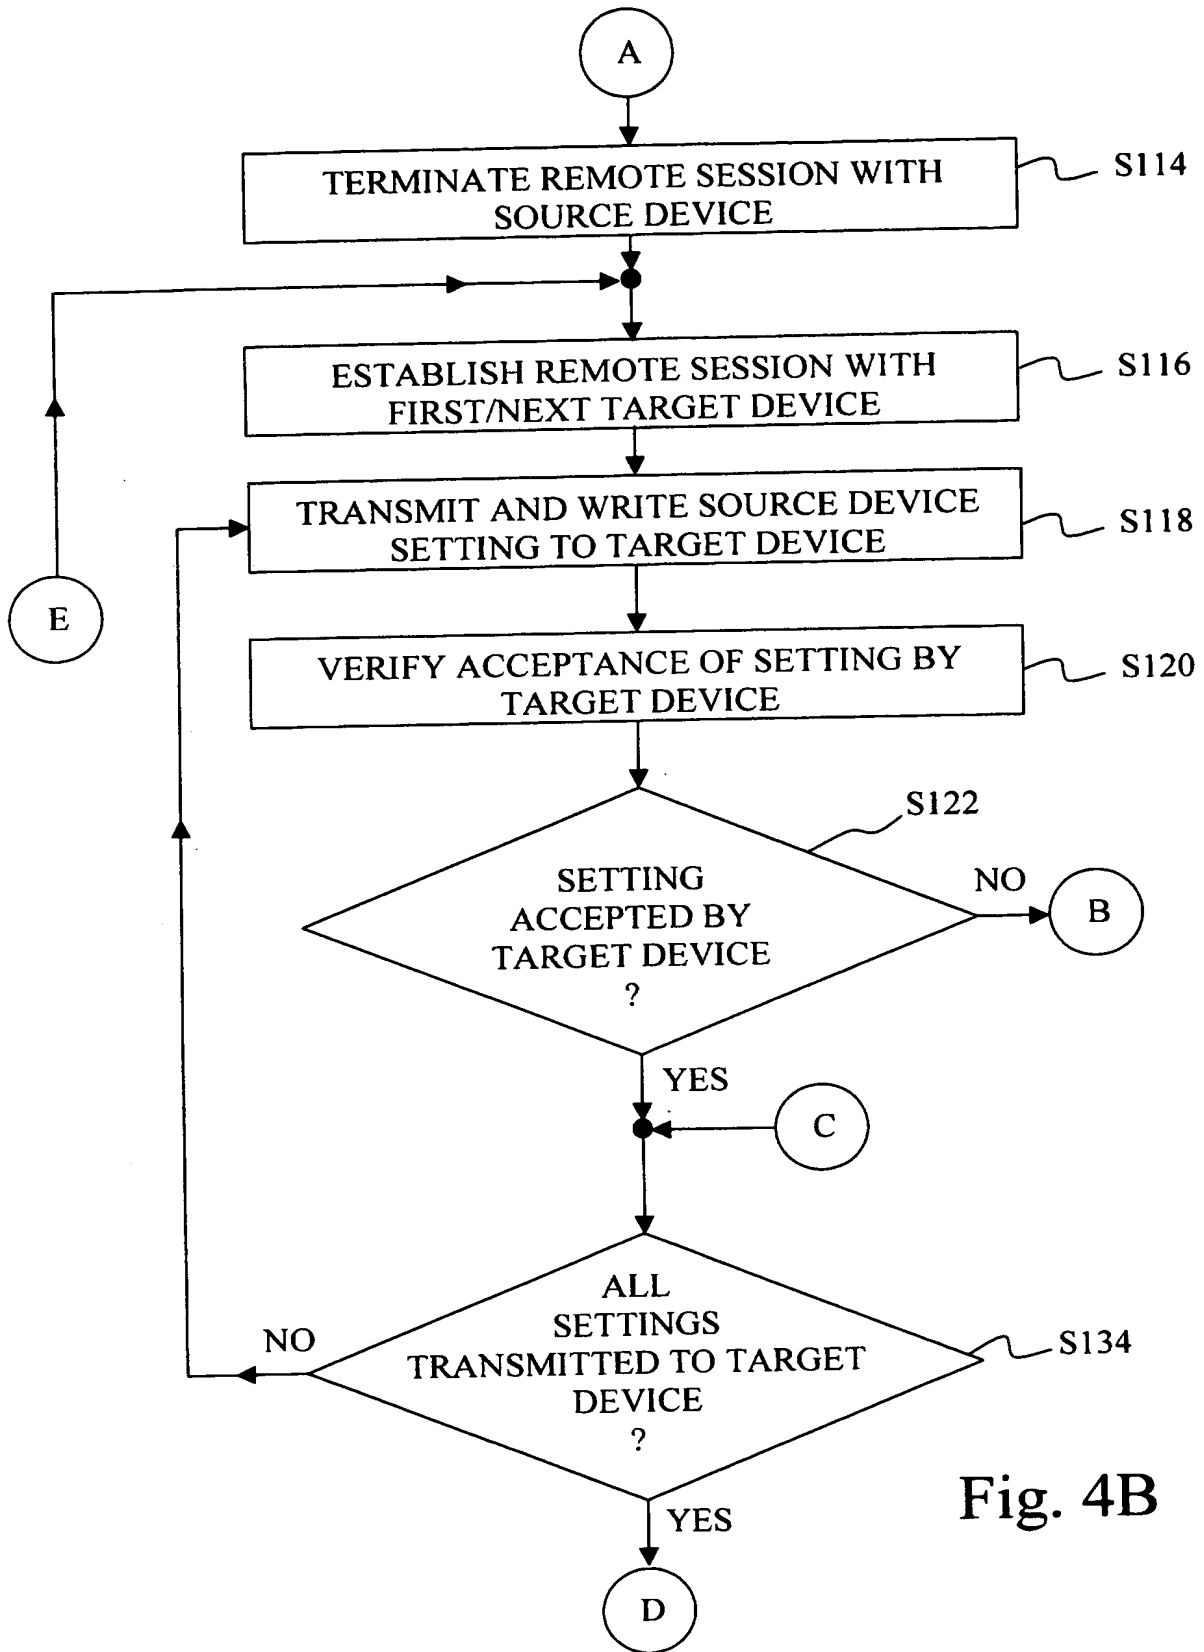 A
TERMINATE REMOTE SESSION WITH
SOURCE DEVICE
S114
ESTABLISH REMOTE SESSION WITH
FIRST/NEXT TARGET DEVICE
S116
TRANSMIT AND WRITE SOURCE DEVICE
SETTING TO TARGET DEVICE
S118
E
VERIFY ACCEPTANCE OF SETTING BY
TARGET DEVICE
S120
S122
SETTING
ACCEPTED BY
TARGET DEVICE
?
NO
B
YES
C
ALL
SETTINGS
TRANSMITTED TO TARGET
DEVICE
?
NO
S134
YES
D
Fig. 4B